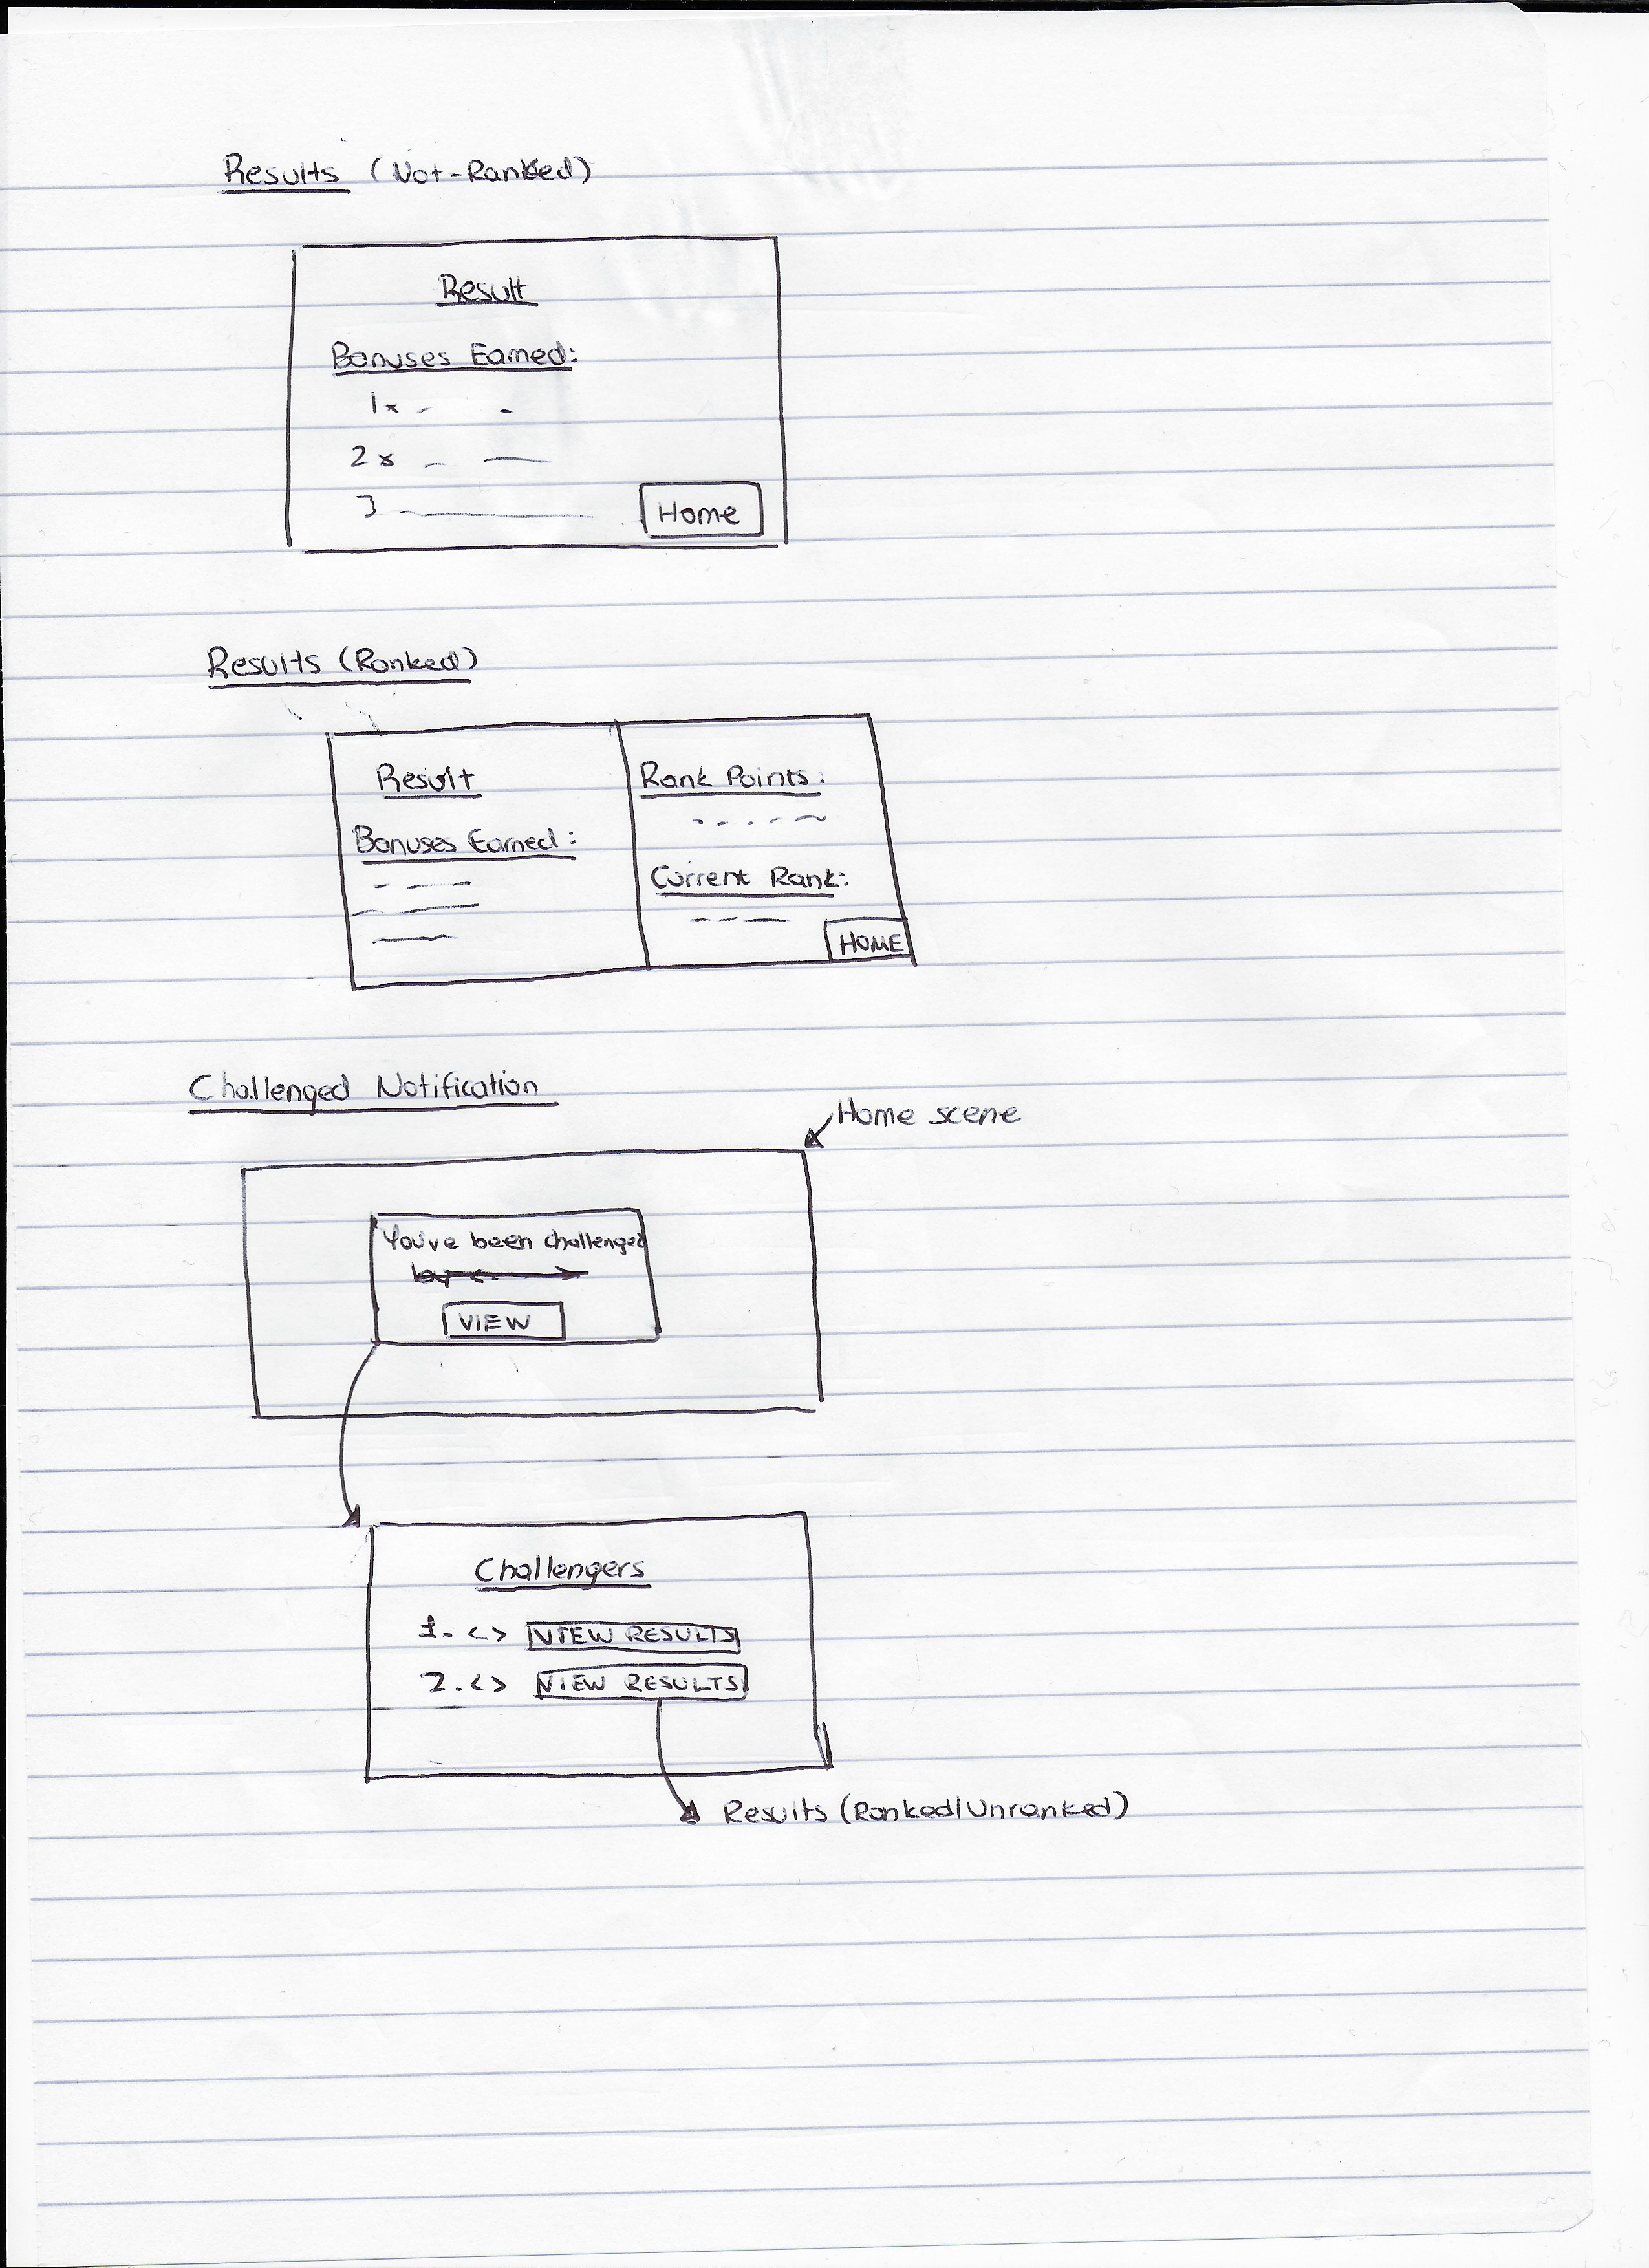 Results (Not-Ranked)
Result
Bonuses Earned:
1x
2x
3
Home
Results (Ranked)
Result
Bonuses Earned:
Rank Points:
Current Rank:
HOME
Challenged Notification
Home scene
You've been challenged
by < >
VIEW
Challengers
1. <> VIEW RESULTS
2. <> VIEW RESULTS
Results (Ranked/Unranked)